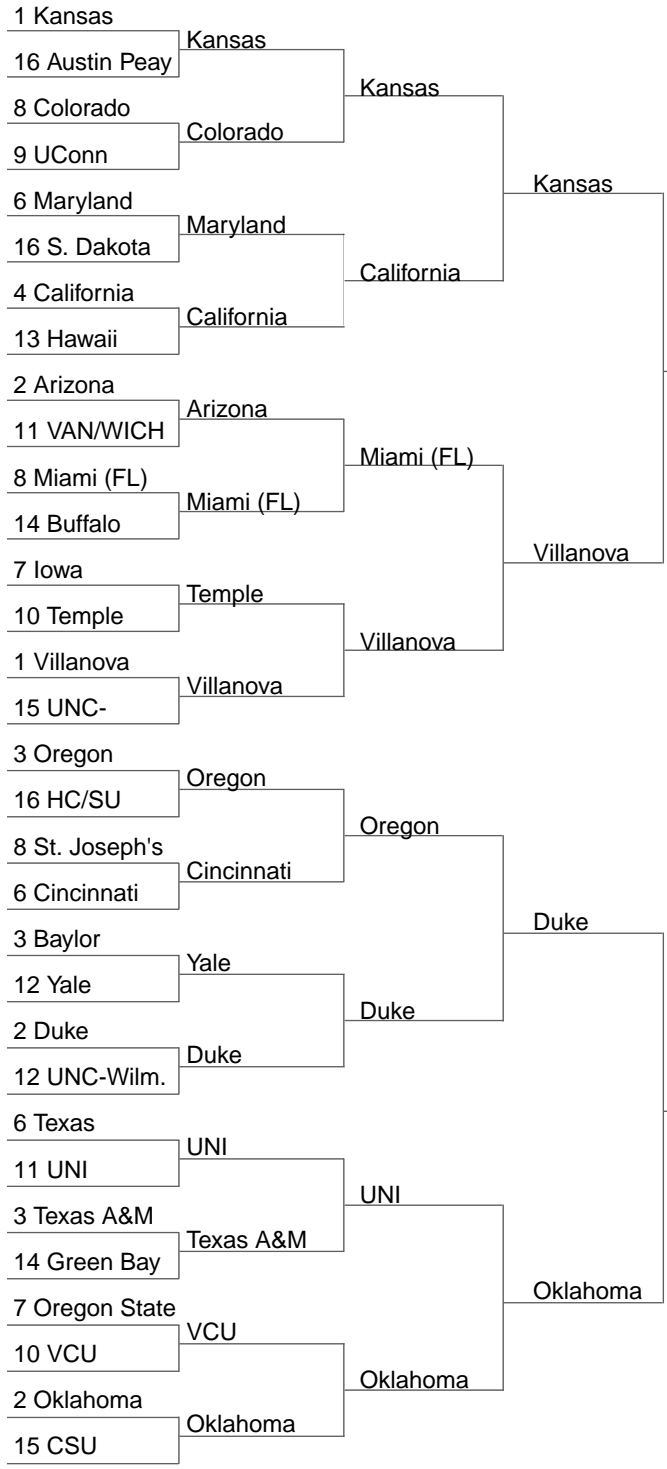 1 Kansas
Kansas
16 Austin Peay
Kansas
8 Colorado
Colorado
9 UConn
Kansas
6 Maryland
Maryland
16 S. Dakota
California
4 California
California
13 Hawaii
2 Arizona
Arizona
11 VAN/WICH
Miami (FL)
8 Miami (FL)
Miami (FL)
14 Buffalo
Villanova
7 Iowa
Temple
10 Temple
Villanova
1 Villanova
Villanova
15 UNC-
3 Oregon
Oregon
16 HC/SU
Oregon
8 St. Joseph's
Cincinnati
6 Cincinnati
Duke
3 Baylor
Yale
12 Yale
Duke
2 Duke
Duke
12 UNC-Wilm.
6 Texas
UNI
11 UNI
UNI
3 Texas A&M
Texas A&M
14 Green Bay
Oklahoma
7 Oregon State
VCU
10 VCU
Oklahoma
2 Oklahoma
Oklahoma
15 CSU